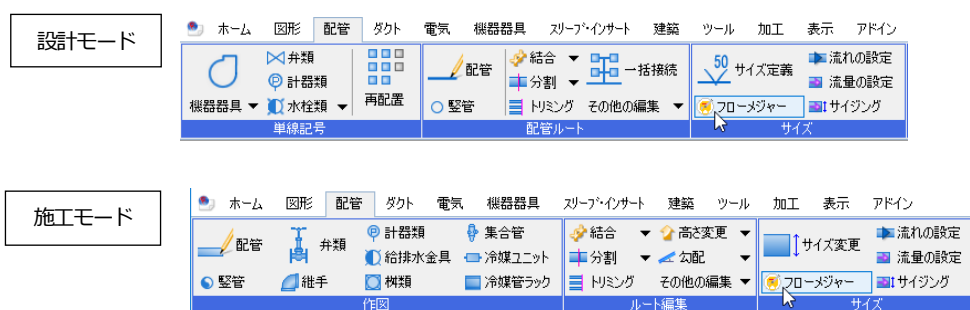 設計モード
ホーム 図形 配管 ダクト 電気 機器器具 スリーブ・インサート 建築 ツール 加工 表示 アドイン
機器器具
弁類
計器類
水栓類
再配置
単線記号
配管
竪管
結合
分割
トリミング
一括接続
その他の編集
配管ルート
50
サイズ定義
フローメジャー
流れの設定
流量の設定
サイジング
サイズ
施工モード
ホーム 図形 配管 ダクト 電気 機器器具 スリーブ・インサート 建築 ツール 加工 表示 アドイン
配管
竪管
弁類
継手
計器類
給排水金具
桝類
集合管
冷媒ユニット
冷媒管ラック
作図
結合
分割
トリミング
高さ変更
勾配
その他の編集
ルート編集
サイズ変更
フローメジャー
流れの設定
流量の設定
サイジング
サイズ